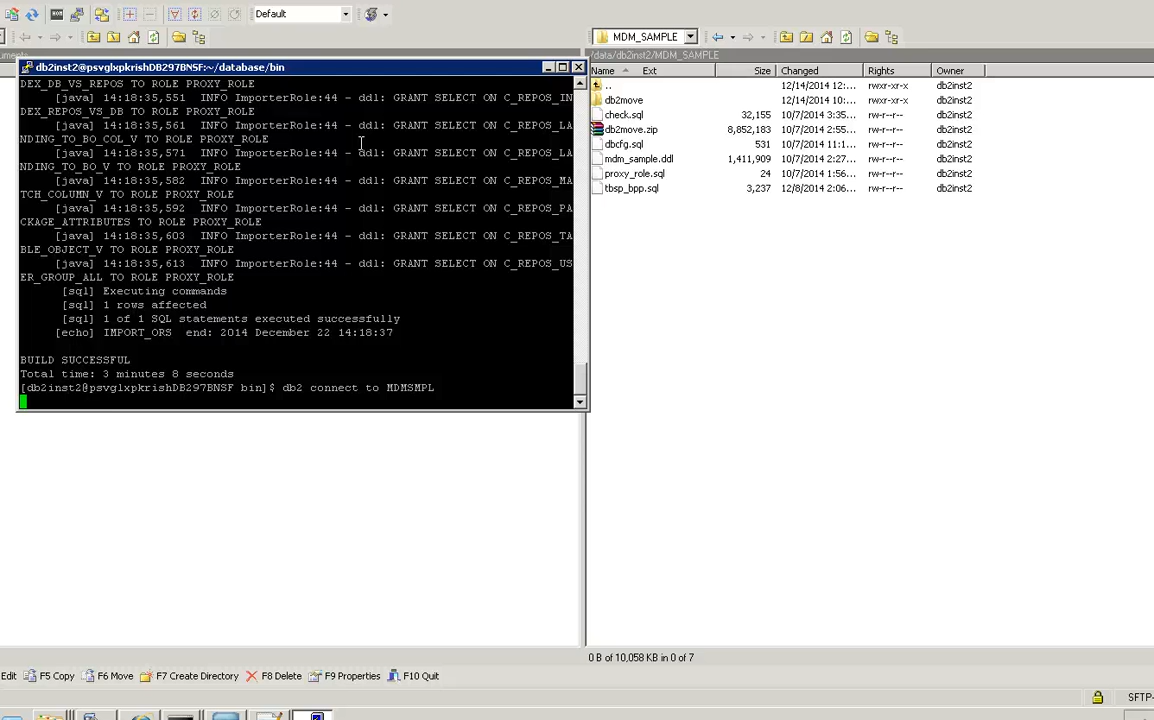 Default
MDM_SAMPLE
/data/db2inst2/MDM_SAMPLE
db2inst2@psvglxpkrishDB297BNSF:~/database/bin
DEX_DB_VS_REPOS TO ROLE PROXY_ROLE
[java] 14:18:35,551 INFO ImporterRole:44 - ddl: GRANT SELECT ON C_REPOS_IN
DEX_REPOS_VS_DB TO ROLE PROXY_ROLE
[java] 14:18:35,561 INFO ImporterRole:44 - ddl: GRANT SELECT ON C_REPOS_LA
NDING_TO_BO_COL_V TO ROLE PROXY_ROLE
[java] 14:18:35,571 INFO ImporterRole:44 - ddl: GRANT SELECT ON C_REPOS_LA
NDING_TO_BO_V TO ROLE PROXY_ROLE
[java] 14:18:35,582 INFO ImporterRole:44 - ddl: GRANT SELECT ON C_REPOS_MA
TCH_COLUMN_V TO ROLE PROXY_ROLE
[java] 14:18:35,592 INFO ImporterRole:44 - ddl: GRANT SELECT ON C_REPOS_PA
CKAGE_ATTRIBUTES TO ROLE PROXY_ROLE
[java] 14:18:35,603 INFO ImporterRole:44 - ddl: GRANT SELECT ON C_REPOS_TA
BLE_OBJECT_V TO ROLE PROXY_ROLE
[java] 14:18:35,613 INFO ImporterRole:44 - ddl: GRANT SELECT ON C_REPOS_US
ER_GROUP_ALL TO ROLE PROXY_ROLE
[sql] Executing commands
[sql] 1 rows affected
[sql] 1 of 1 SQL statements executed successfully
[echo] IMPORT_ORS end: 2014 December 22 14:18:37
BUILD SUCCESSFUL
Total time: 3 minutes 8 seconds
[db2inst2@psvglxpkrishDB297BNSF bin]$ db2 connect to MDMSMPL
Name Ext Size Changed Rights Owner
.. 12/14/2014 12:... rwxr-xr-x db2inst2
db2move 12/14/2014 10:... rwxr-xr-x db2inst2
check.sql 32,155 10/7/2014 3:35... rw-r--r-- db2inst2
db2move.zip 8,852,183 10/7/2014 2:55... rw-r--r-- db2inst2
dbcfg.sql 531 10/7/2014 11:1... rw-r--r-- db2inst2
mdm_sample.ddl 1,411,909 10/7/2014 2:27... rw-r--r-- db2inst2
proxy_role.sql 24 10/7/2014 1:56... rw-r--r-- db2inst2
tbsp_bpp.sql 3,237 12/8/2014 2:06... rw-r--r-- db2inst2
0 B of 10,058 KB in 0 of 7
Edit F5 Copy F6 Move F7 Create Directory F8 Delete F9 Properties F10 Quit
SFTP-